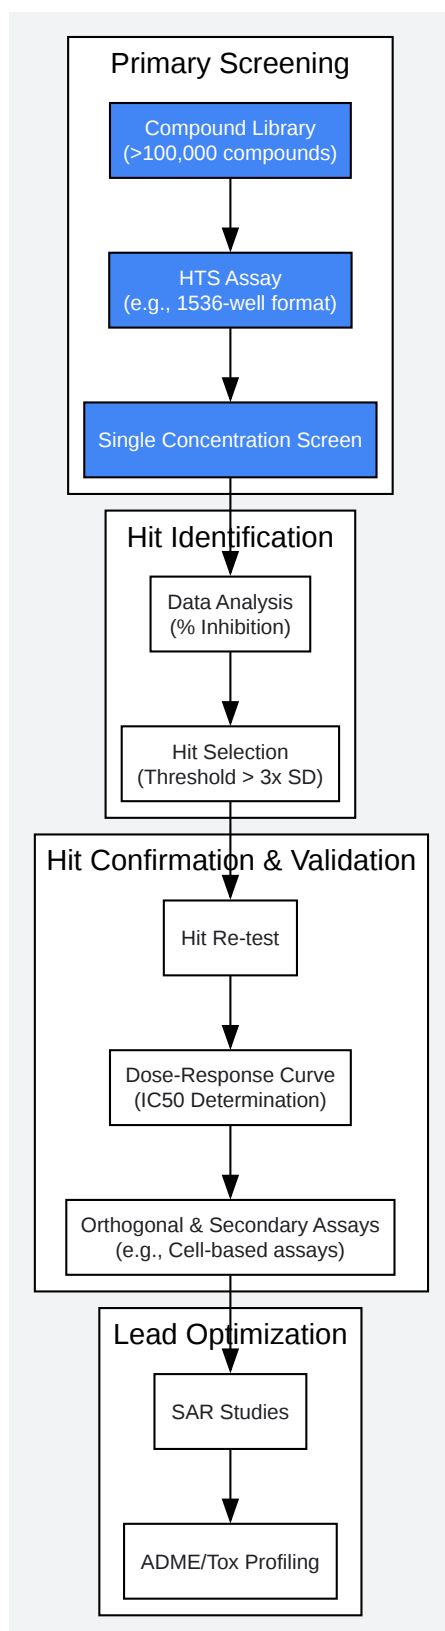 Primary Screening
Compound Library
(>100,000 compounds)
HTS Assay
(e.g., 1536-well format)
Single Concentration Screen
Hit Identification
Data Analysis
(% Inhibition)
Hit Selection
(Threshold > 3x SD)
Hit Confirmation & Validation
Hit Re-test
Dose-Response Curve
(IC50 Determination)
Orthogonal & Secondary Assays
(e.g., Cell-based assays)
Lead Optimization
SAR Studies
ADME/Tox Profiling